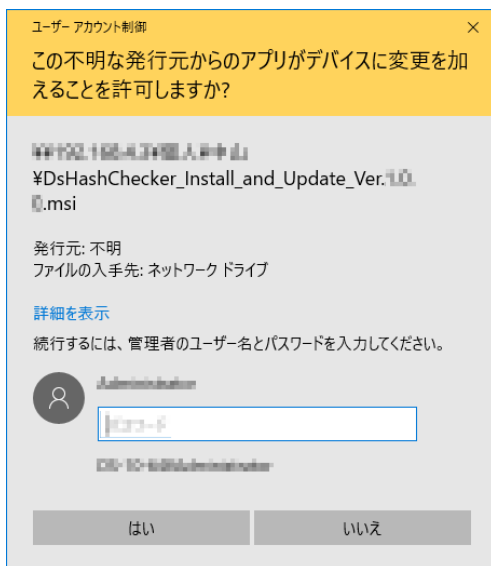 ユーザー アカウント制御
この不明な発行元からのアプリがデバイスに変更を加
えることを許可しますか?
¥DsHashChecker_Install_and_Update_Ver.
.msi
発行元: 不明
ファイルの入手先: ネットワーク ドライブ
詳細を表示
続行するには、管理者のユーザー名とパスワードを入力してください。
はい
いいえ